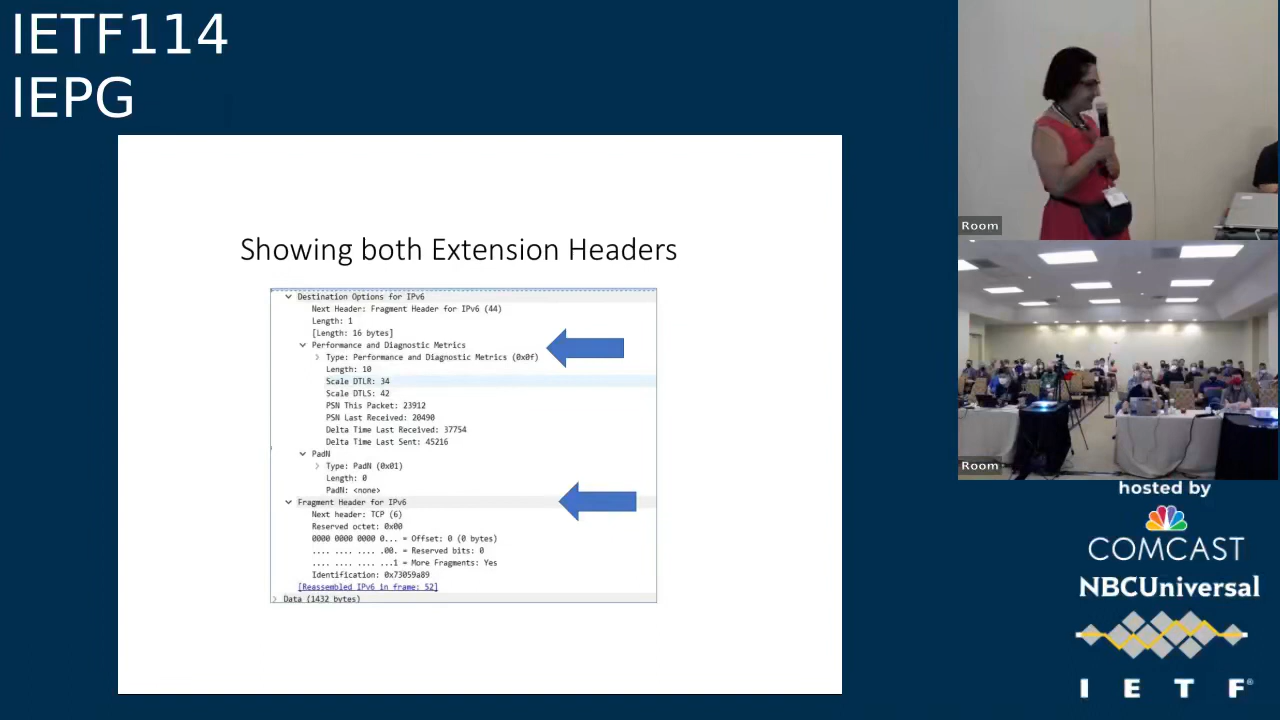 IETF114
IEPG
Showing both Extension Headers
Destination Options for IPv6
Next Header: Fragment Header for IPv6 (44)
Length: 1
[Length: 16 bytes]
Performance and Diagnostic Metrics
Type: Performance and Diagnostic Metrics (0x0f)
Length: 10
Scale DTLR: 34
Scale DTLS: 42
PSN This Packet: 23912
PSN Last Received: 20490
Delta Time Last Received: 37754
Delta Time Last Sent: 45216
PadN
Type: PadN (0x01)
Length: 0
PadN: <none>
Fragment Header for IPv6
Next header: TCP (6)
Reserved octet: 0x00
0000 0000 0000 0... = Offset: 0 (0 bytes)
.... .... .... .00. = Reserved bits: 0
.... .... .... ...1 = More Fragments: Yes
Identification: 0x73059a89
[Reassembled IPv6 in frame: 52]
Data (1432 bytes)
Room
Room
hosted by
COMCAST
NBCUniversal
I E T F®